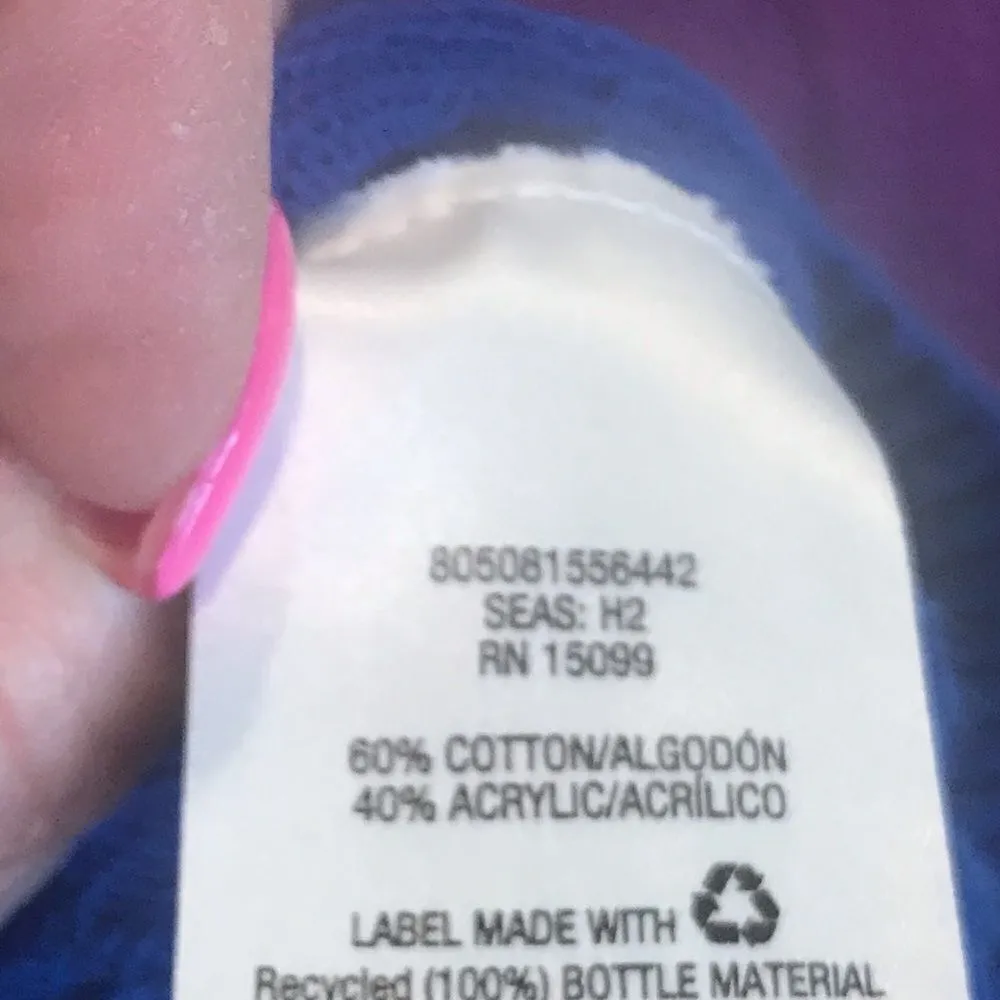 805081556442
SEAS: H2
RN 15099
60% COTTON/ALGODÓN
40% ACRYLIC/ACRÍLICO
LABEL MADE WITH
Recycled (100%) BOTTLE MATERIAL